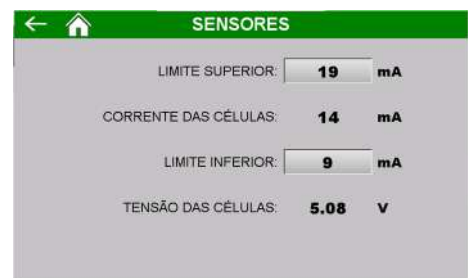 SENSORES
LIMITE SUPERIOR: 19 mA
CORRENTE DAS CÉLULAS: 14 mA
LIMITE INFERIOR: 9 mA
TENSÃO DAS CÉLULAS: 5.08 V